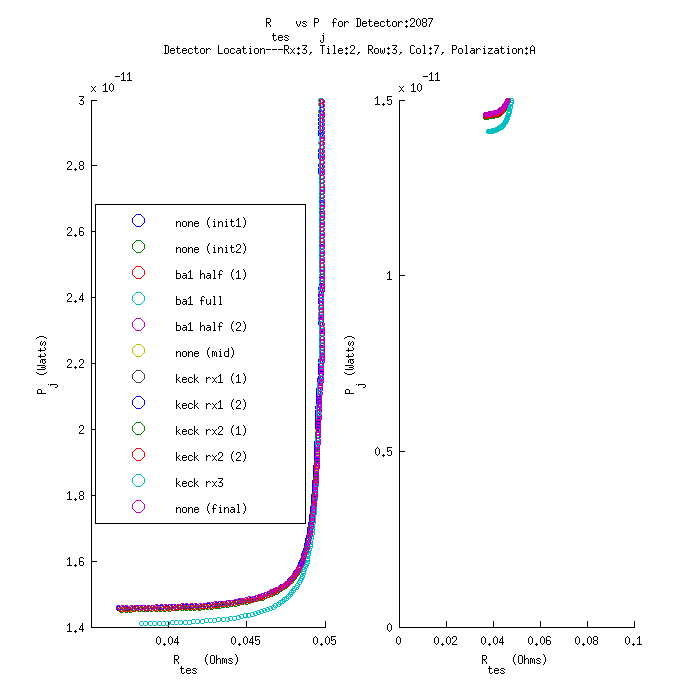 R tes vs P j for Detector:2087
Detector Location---Rx:3, Tile:2, Row:3, Col:7, Polarization:A
x 10^-11
3
2.8
2.6
2.4
2.2
2
1.8
1.6
1.4
0.04 0.045 0.05
P j (Watts)
R tes (Ohms)
none (init1)
none (init2)
ba1 half (1)
ba1 full
ba1 half (2)
none (mid)
keck rx1 (1)
keck rx1 (2)
keck rx2 (1)
keck rx2 (2)
keck rx3
none (final)
x 10^-11
1.5
1
0.5
0
0 0.02 0.04 0.06 0.08 0.1
P j (Watts)
R tes (Ohms)